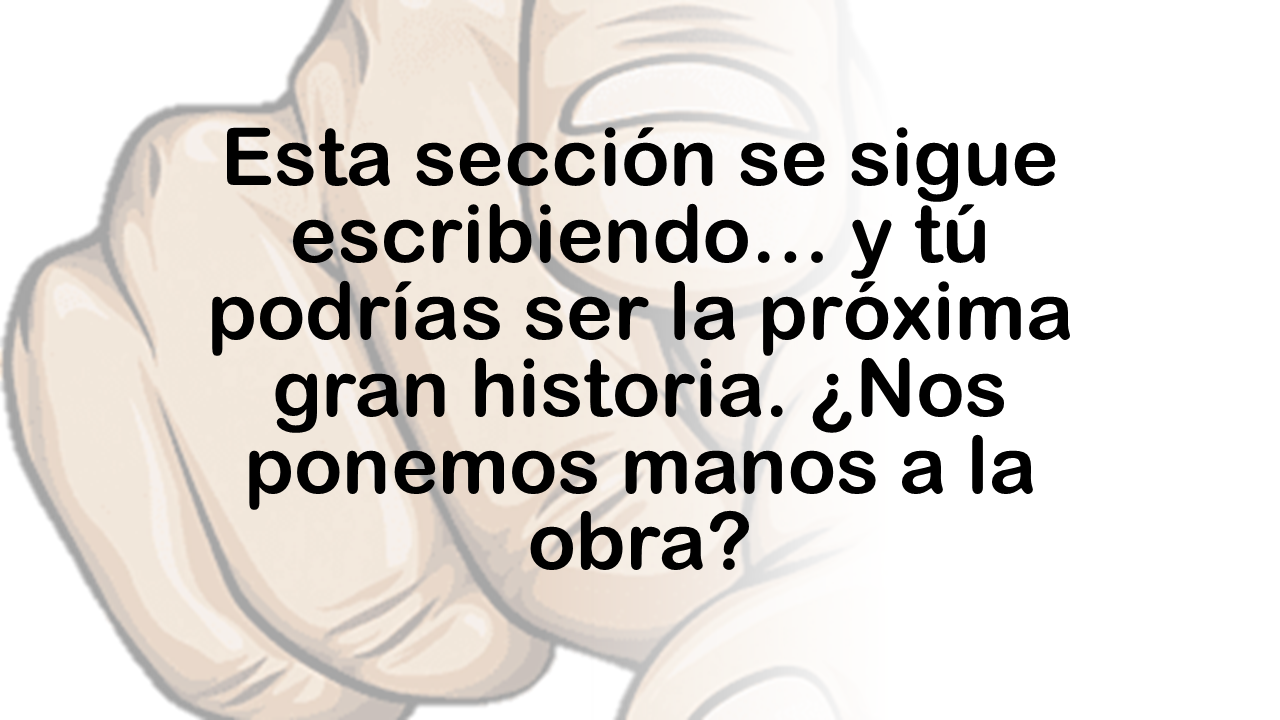 Esta sección se sigue
escribiendo… y tú
podrías ser la próxima
gran historia. ¿Nos
ponemos manos a la
obra?